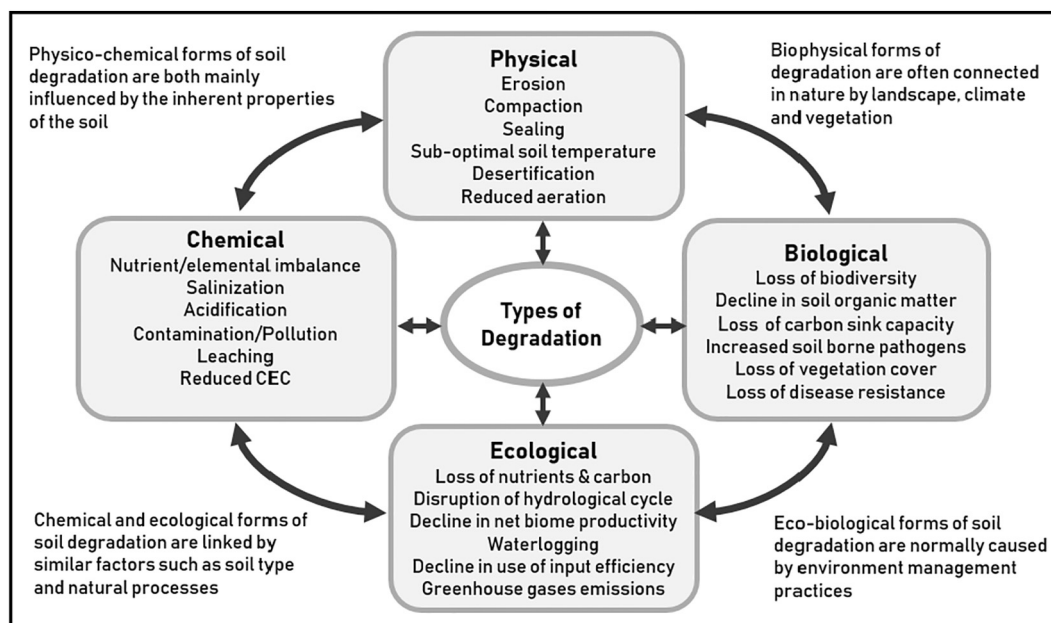 Physico-chemical forms of soil
degradation are both mainly
influenced by the inherent properties
of the soil
Physical
Erosion
Compaction
Sealing
Sub-optimal soil temperature
Desertification
Reduced aeration
Biophysical forms of
degradation are often connected
in nature by landscape, climate
and vegetation
Chemical
Nutrient/elemental imbalance
Salinization
Acidification
Contamination/Pollution
Leaching
Reduced CEC
Types of
Degradation
Biological
Loss of biodiversity
Decline in soil organic matter
Loss of carbon sink capacity
Increased soil borne pathogens
Loss of vegetation cover
Loss of disease resistance
Chemical and ecological forms of
soil degradation are linked by
similar factors such as soil type
and natural processes
Ecological
Loss of nutrients & carbon
Disruption of hydrological cycle
Decline in net biome productivity
Waterlogging
Decline in use of input efficiency
Greenhouse gases emissions
Eco-biological forms of soil
degradation are normally caused
by environment management
practices